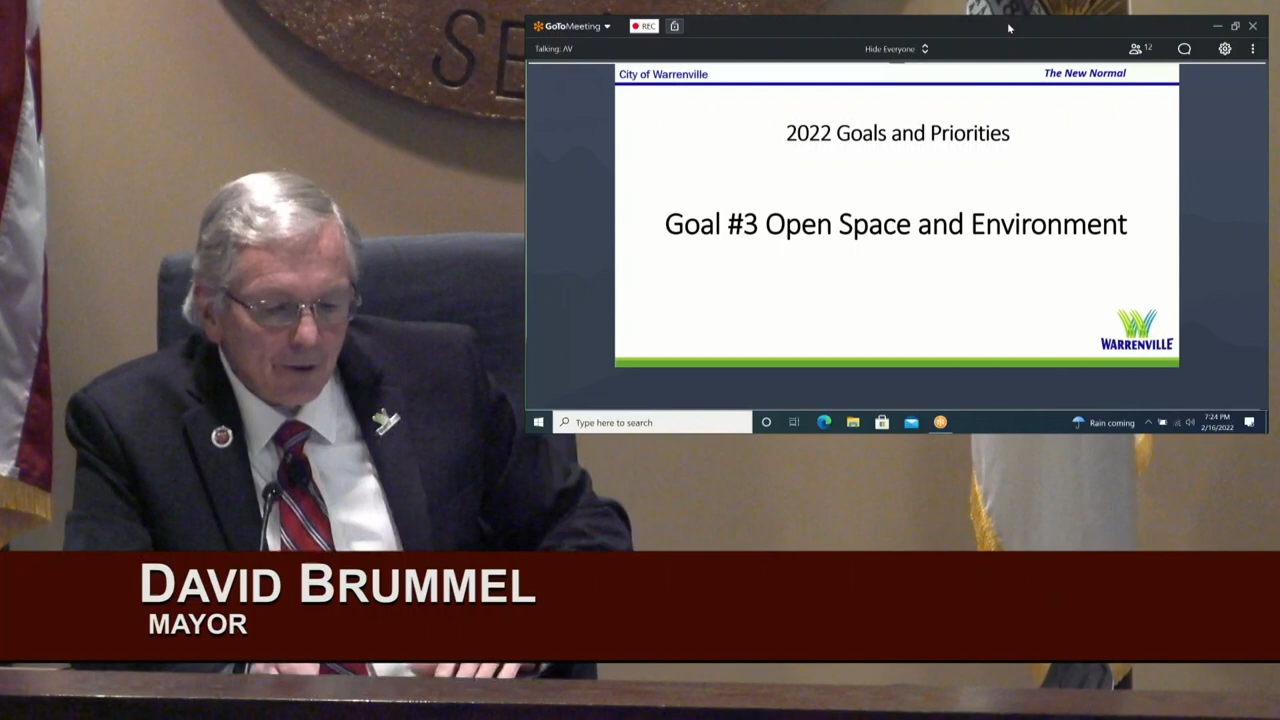 SE
GoToMeeting
REC
Talking: AV
Hide Everyone
12
City of Warrenville
The New Normal
2022 Goals and Priorities
Goal #3 Open Space and Environment
WARRENVILLE
Type here to search
Rain coming
7:24 PM
2/16/2022
DAVID BRUMMEL
MAYOR